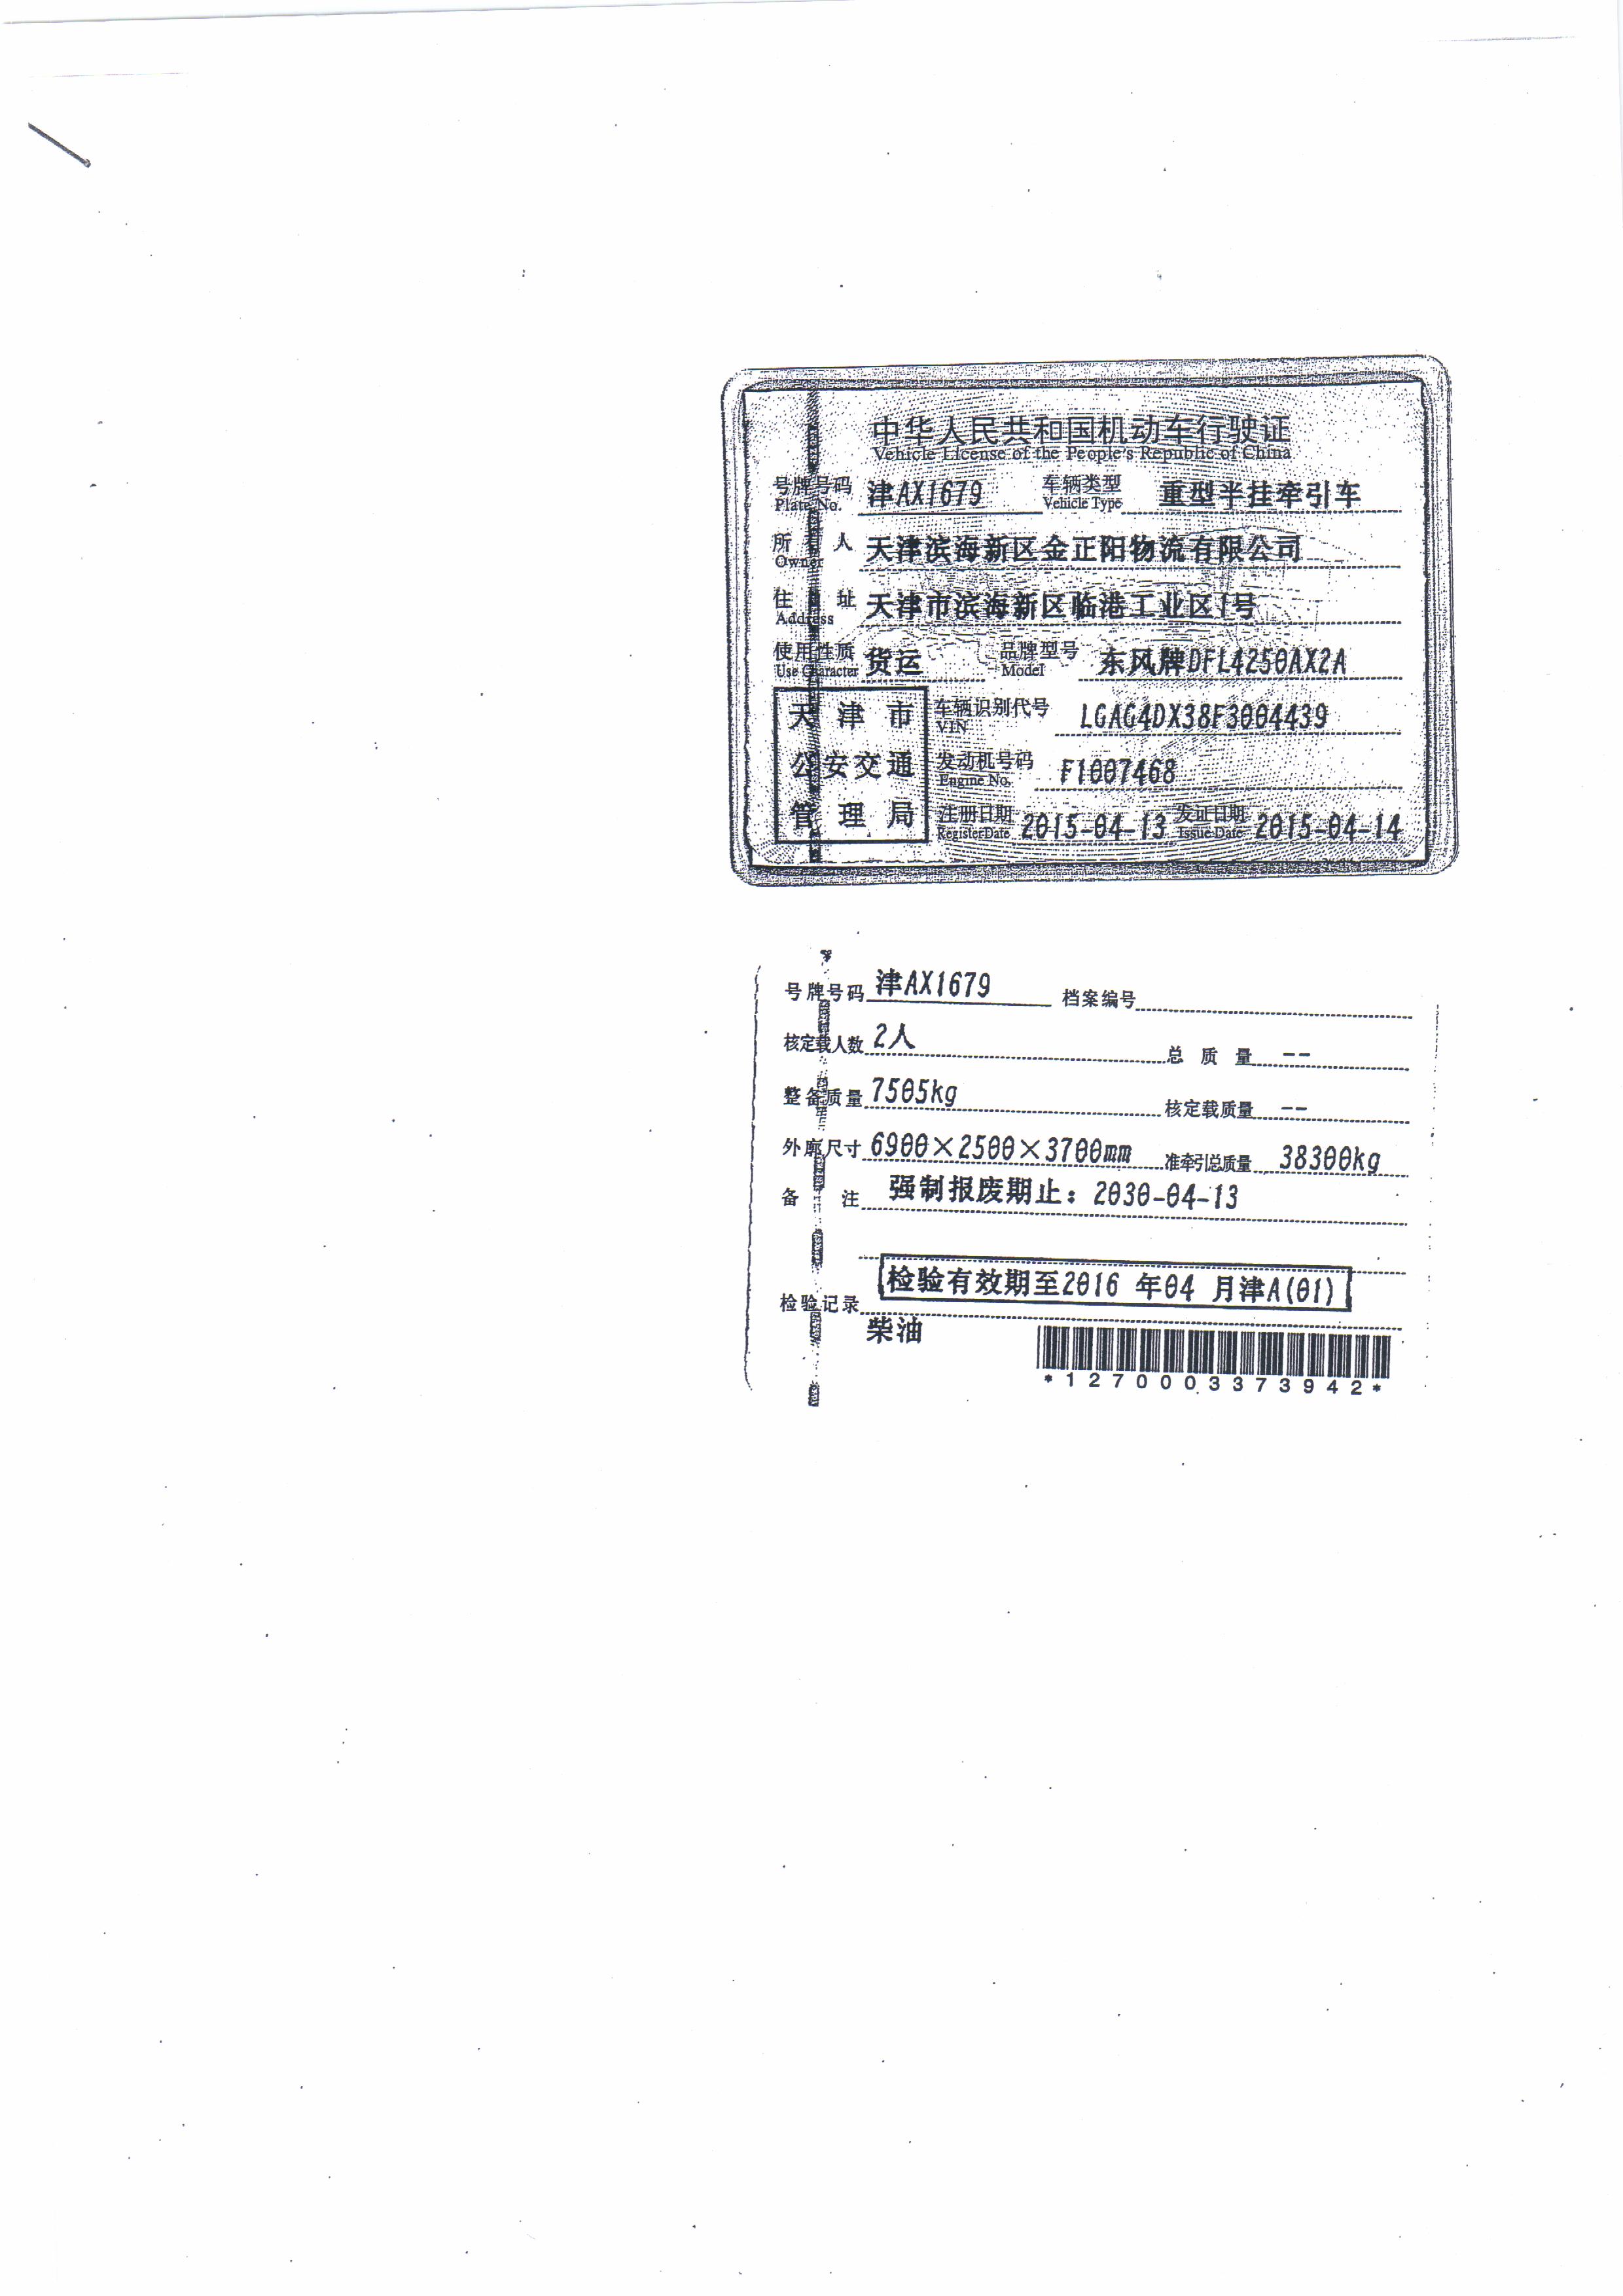 中华人民共和国机动车行驶证
Vehicle License of the People's Republic of China
号牌号码 津AX1679 车辆类型 重型半挂牵引车
Plate No. Vehicle Type
所有人 天津滨海新区金正阳物流有限公司
Owner
住址 天津市滨海新区临港工业区1号
Address
使用性质 货运 品牌型号 东风牌DFL4250AX2A
Use Character Model
天津市 车辆识别代号 LGAG4DX38F3004439
VIN
公安交通 发动机号码 F1007468
Engine No.
管理局 注册日期 2015-04-13 发证日期 2015-04-14
Register Date Issue Date
号牌号码 津AX1679 档案编号
核定载人数 2人 总质量 --
整备质量 7505kg 核定载质量 --
外廓尺寸 6900×2500×3700mm 准牵引总质量 38300kg
备注 强制报废期止：2030-04-13
检验有效期至2016 年04 月津A(01)
检验记录
柴油
*1270003373942*